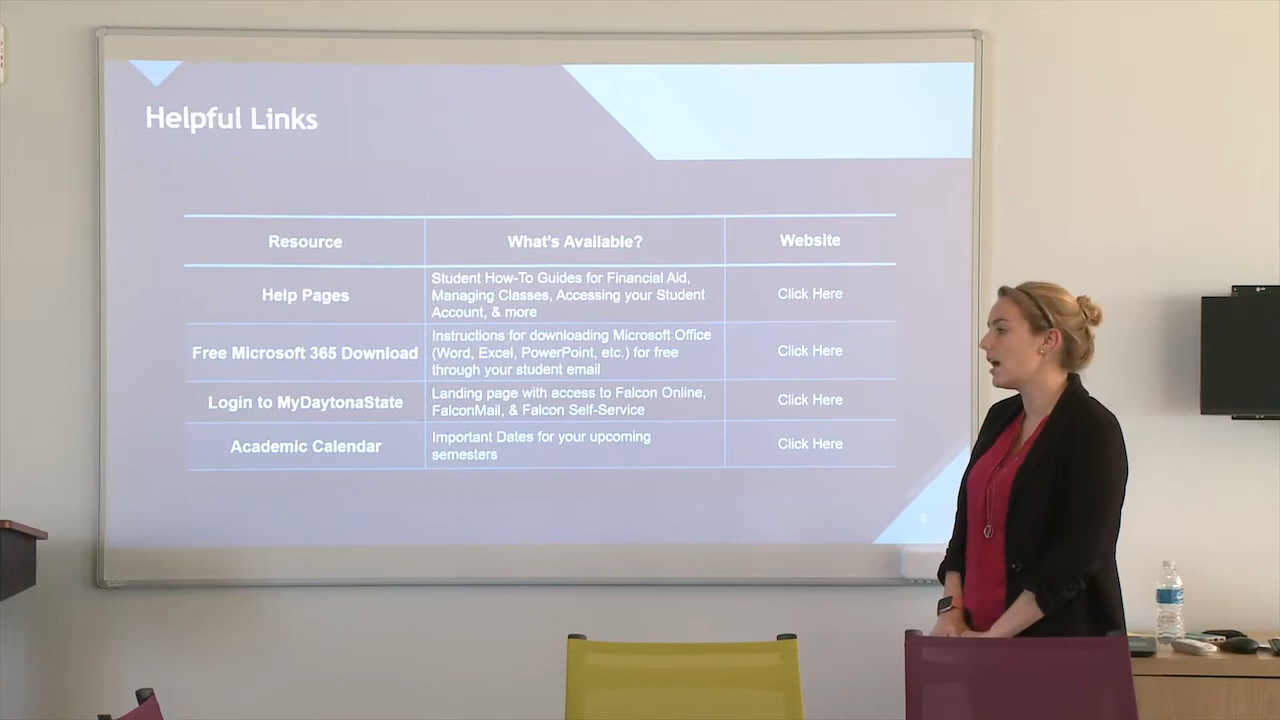 Helpful Links
Resource
What's Available?
Website
Help Pages
Student How-To Guides for Financial Aid,
Managing Classes, Accessing your Student
Account, & more
Click Here
Free Microsoft 365 Download
Instructions for downloading Microsoft Office
(Word, Excel, PowerPoint, etc.) for free
through your student email
Click Here
Login to MyDaytonaState
Landing page with access to Falcon Online,
FalconMail, & Falcon Self-Service
Click Here
Academic Calendar
Important Dates for your upcoming
semesters
Click Here